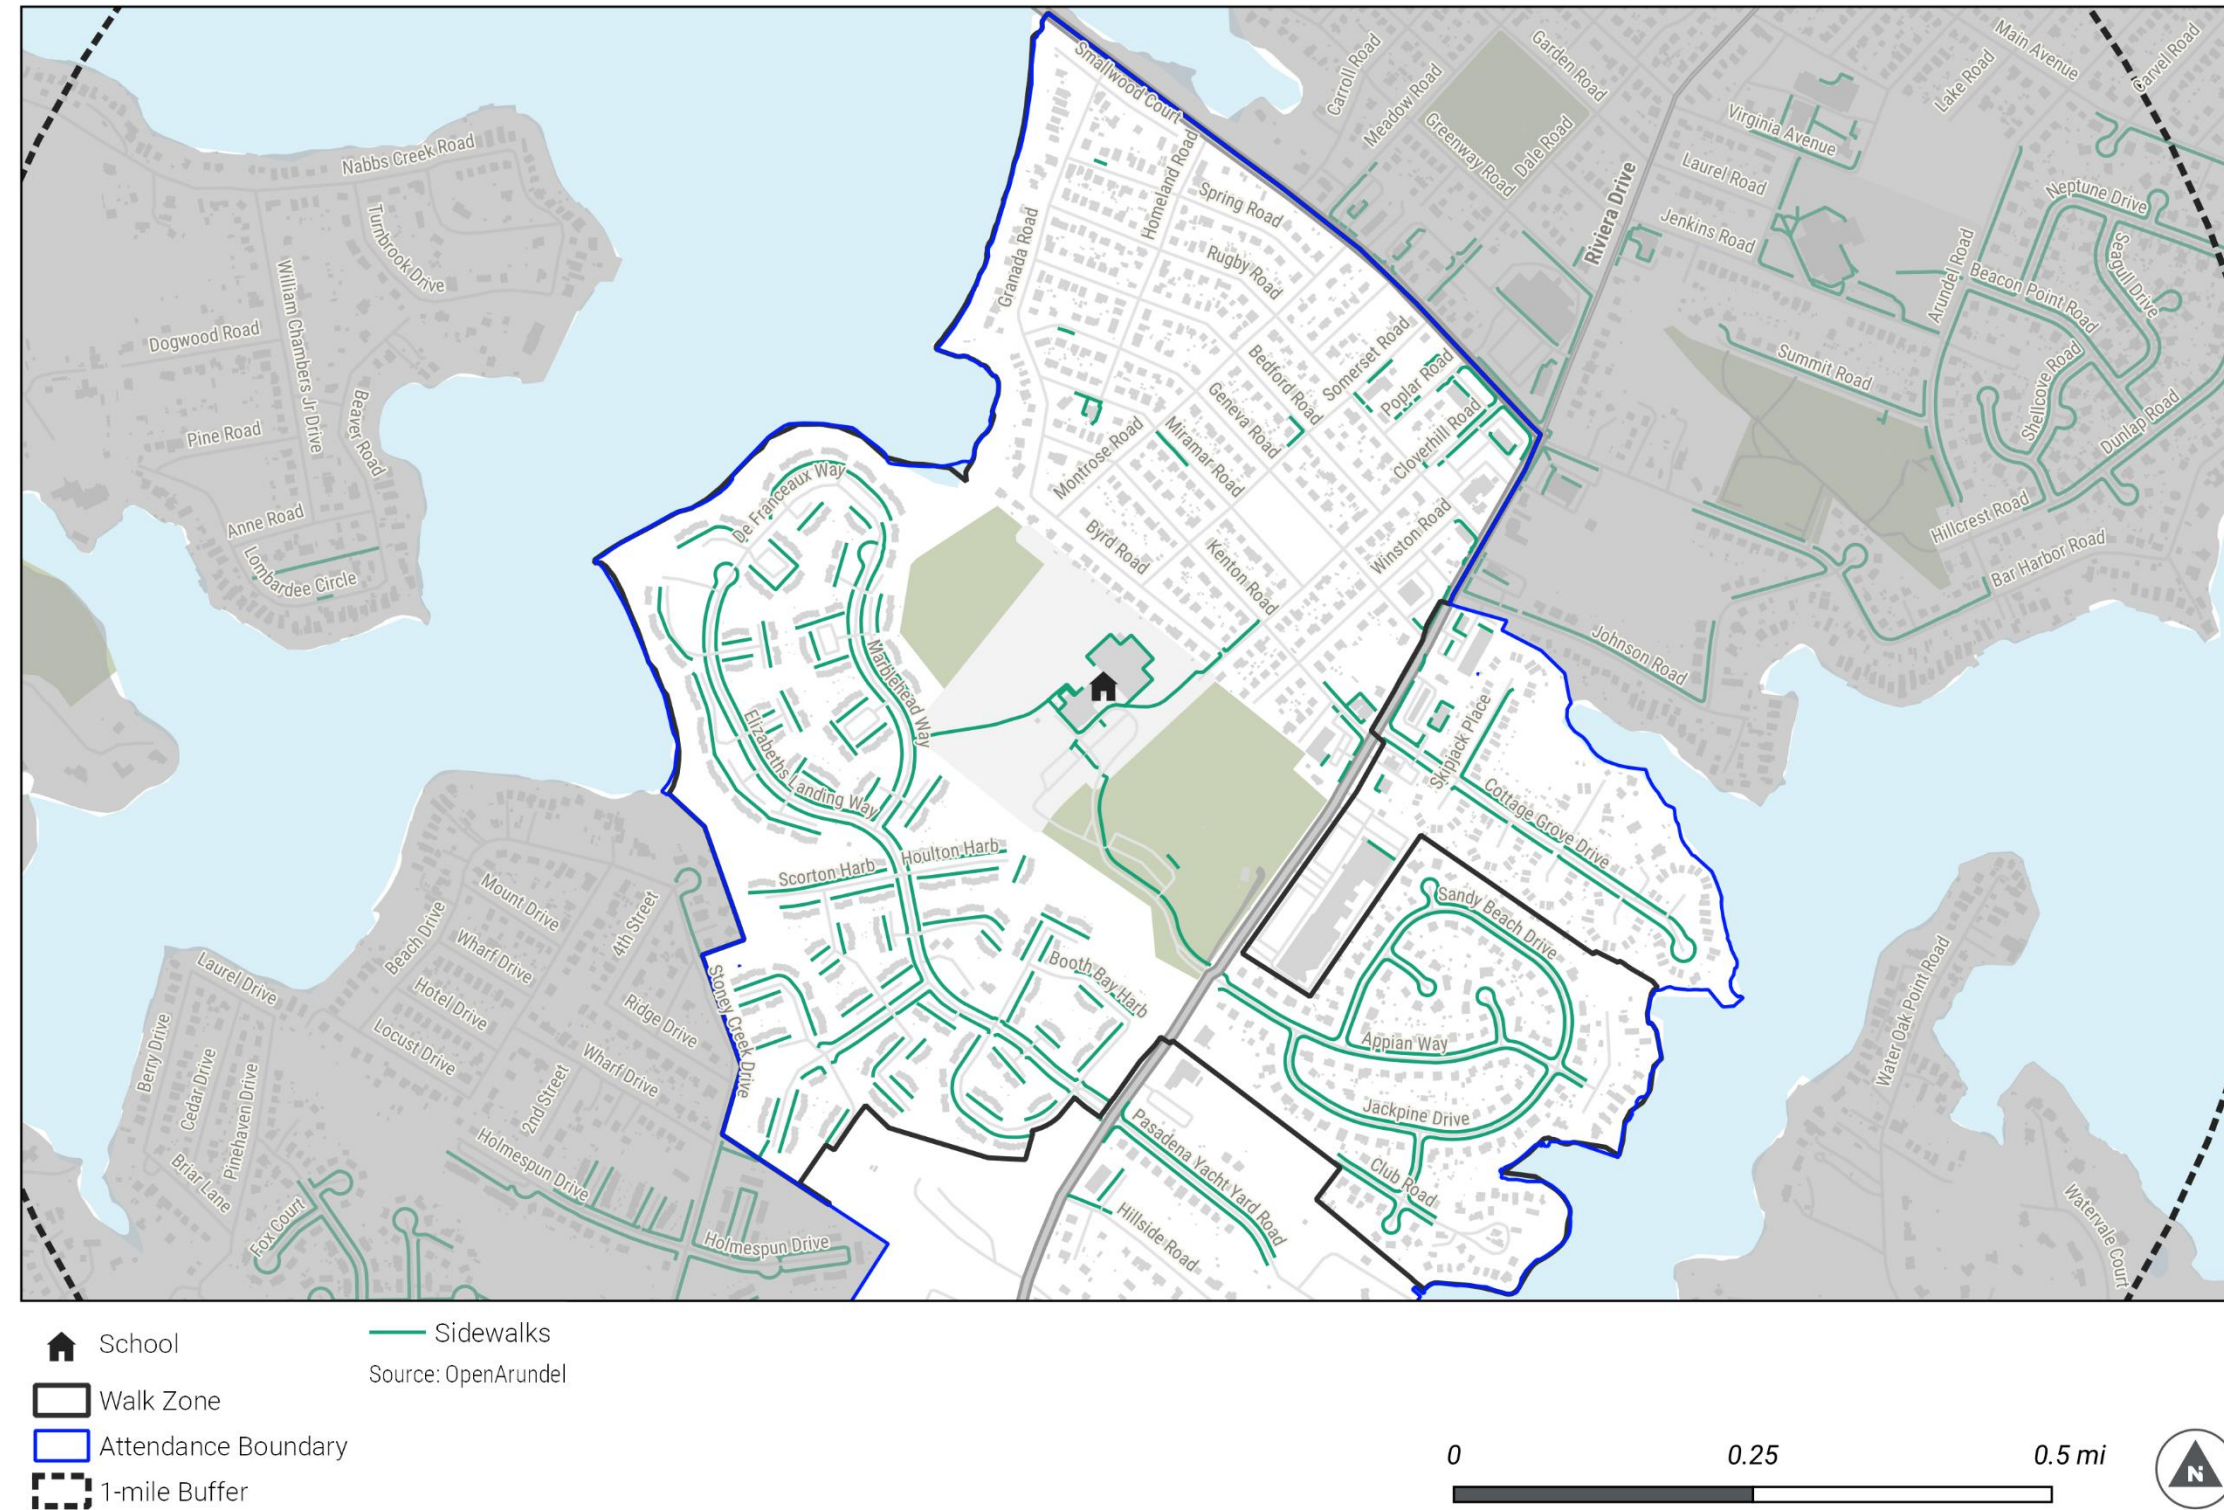 Smallwood Court
Carroll Road
Meadow Road
Garden Road
Greenway Road
Dale Road
Main Avenue
Lake Road
Carvel Road
Virginia Avenue
Laurel Road
Jenkins Road
Riviera Drive
Neptune Drive
Seagull Drive
Arundel Road
Beacon Point Road
Shellcove Road
Dunlap Road
Summit Road
Hillcrest Road
Bar Harbor Road
Johnson Road
Nabbs Creek Road
Turnbrook Drive
William Chambers Jr Drive
Dogwood Road
Pine Road
Beaver Road
Anne Road
Lombardee Circle
Homeland Road
Spring Road
Rugby Road
Granada Road
Bedford Road
Somerset Road
Poplar Road
Cloverhill Road
Geneva Road
Miramar Road
Montrose Road
Byrd Road
Kenton Road
Winston Road
De Franceaux Way
Marblehead Way
Elizabeths Landing Way
Scorton Harb
Houlton Harb
Booth Bay Harb
Stoney Creek Drive
Skipjack Place
Cottage Grove Drive
Sandy Beach Drive
Appian Way
Jackpine Drive
Club Road
Pasadena Yacht Yard Road
Hillside Road
Water Oak Point Road
Watervale Court
Mount Drive
Beach Drive
Wharf Drive
4th Street
Laurel Drive
Hotel Drive
Locust Drive
Ridge Drive
Wharf Drive
2nd Street
Berry Drive
Cedar Drive
Pinehaven Drive
Briar Lane
Fox Court
Holmespun Drive
Holmespun Drive
School
Walk Zone
Attendance Boundary
1-mile Buffer
Sidewalks
Source: OpenArundel
0 0.25 0.5 mi
N